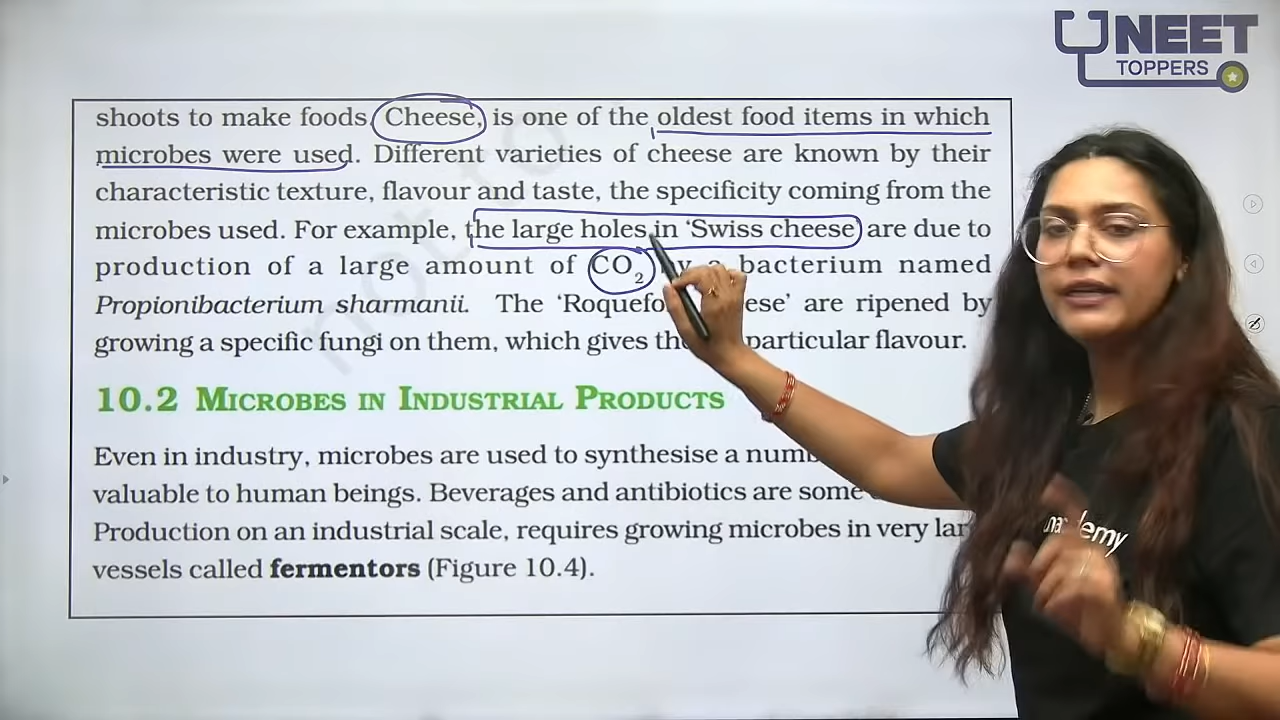 NEET
TOPPERS
shoots to make foods Cheese, is one of the oldest food items in which
microbes were used. Different varieties of cheese are known by their
characteristic texture, flavour and taste, the specificity coming from the
microbes used. For example, the large holes in ‘Swiss cheese’ are due to
production of a large amount of CO2 by a bacterium named
Propionibacterium sharmanii. The are ripened by
growing a specific fungi on them, which gives particular flavour.
10.2 MICROBES IN INDUSTRIAL PRODUCTS
Even in industry, microbes are used to synthesise a
valuable to human beings. Beverages and antibiotics are some
Production on an industrial scale, requires growing microbes in very
vessels called fermentors (Figure 10.4).